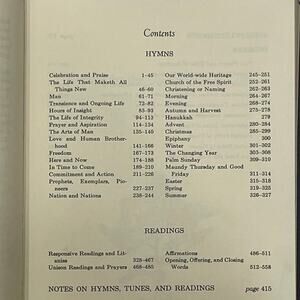 Contents
HYMNS
Celebration and Praise 1-45
The Life That Maketh All
Things New 46-60
Man 61-71
Transience and Ongoing Life 72-82
Hours of Insight 83-93
The Life of Integrity 94-113
Prayer and Aspiration 114-134
The Arts of Man 135-140
Love and Human Brother-
hood 141-166
Freedom 167-173
Here and Now 174-188
In Time to Come 189-210
Commitment and Action 211-226
Prophets, Exemplars, Pio-
neers 227-237
Nation and Nations 238-244
Our World-wide Heritage 245-251
Church of the Free Spirit 252-261
Christening or Naming 262-263
Morning 264-267
Evening 268-274
Autumn and Harvest 275-278
Hanukkah 279
Advent 280-284
Christmas 285-299
Epiphany 300
Winter 301-302
The Changing Year 303-308
Palm Sunday 309-310
Maundy Thursday and Good
Friday 311-314
Easter 315-318
Spring 319-325
Summer 326-327
READINGS
Responsive Readings and Lit-
anies 328-467
Unison Readings and Prayers 468-485
Affirmations 486-511
Opening, Offering, and Closing
Words 512-558
NOTES ON HYMNS, TUNES, AND READINGS page 415